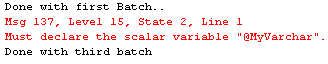 Done with first Batch..
Msg 137, Level 15, State 2, Line 1
Must declare the scalar variable "@MyVarchar".
Done with third batch